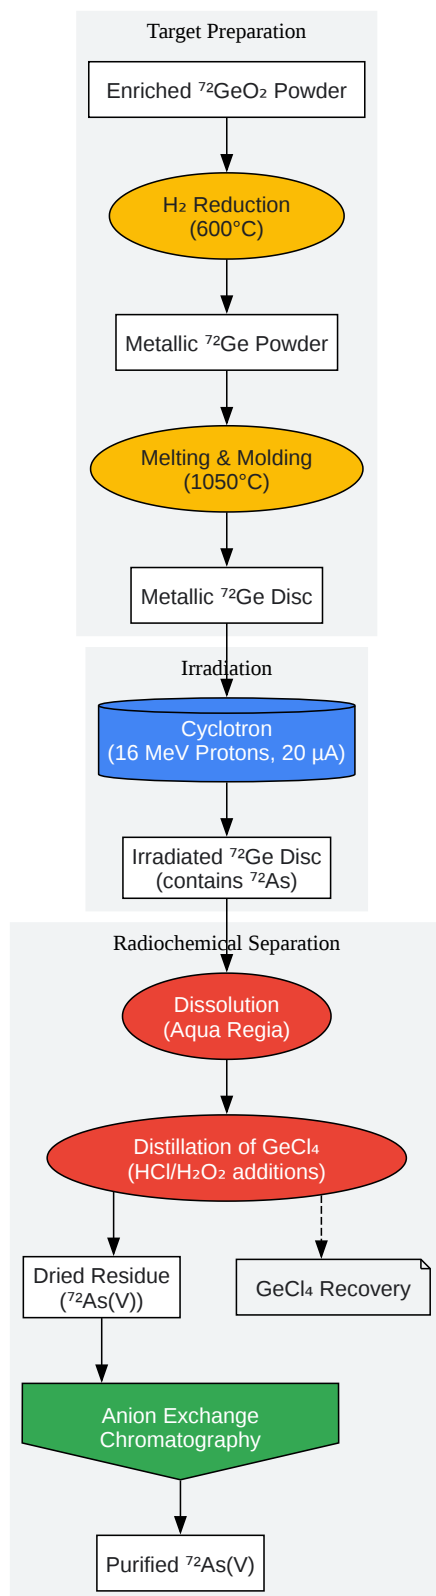 Target Preparation
Enriched ⁷²GeO₂ Powder
H₂ Reduction
(600°C)
Metallic ⁷²Ge Powder
Melting & Molding
(1050°C)
Metallic ⁷²Ge Disc
Irradiation
Cyclotron
(16 MeV Protons, 20 µA)
Irradiated ⁷²Ge Disc
(contains ⁷²As)
Radiochemical Separation
Dissolution
(Aqua Regia)
Distillation of GeCl₄
(HCl/H₂O₂ additions)
Dried Residue
(⁷²As(V))
GeCl₄ Recovery
Anion Exchange
Chromatography
Purified ⁷²As(V)